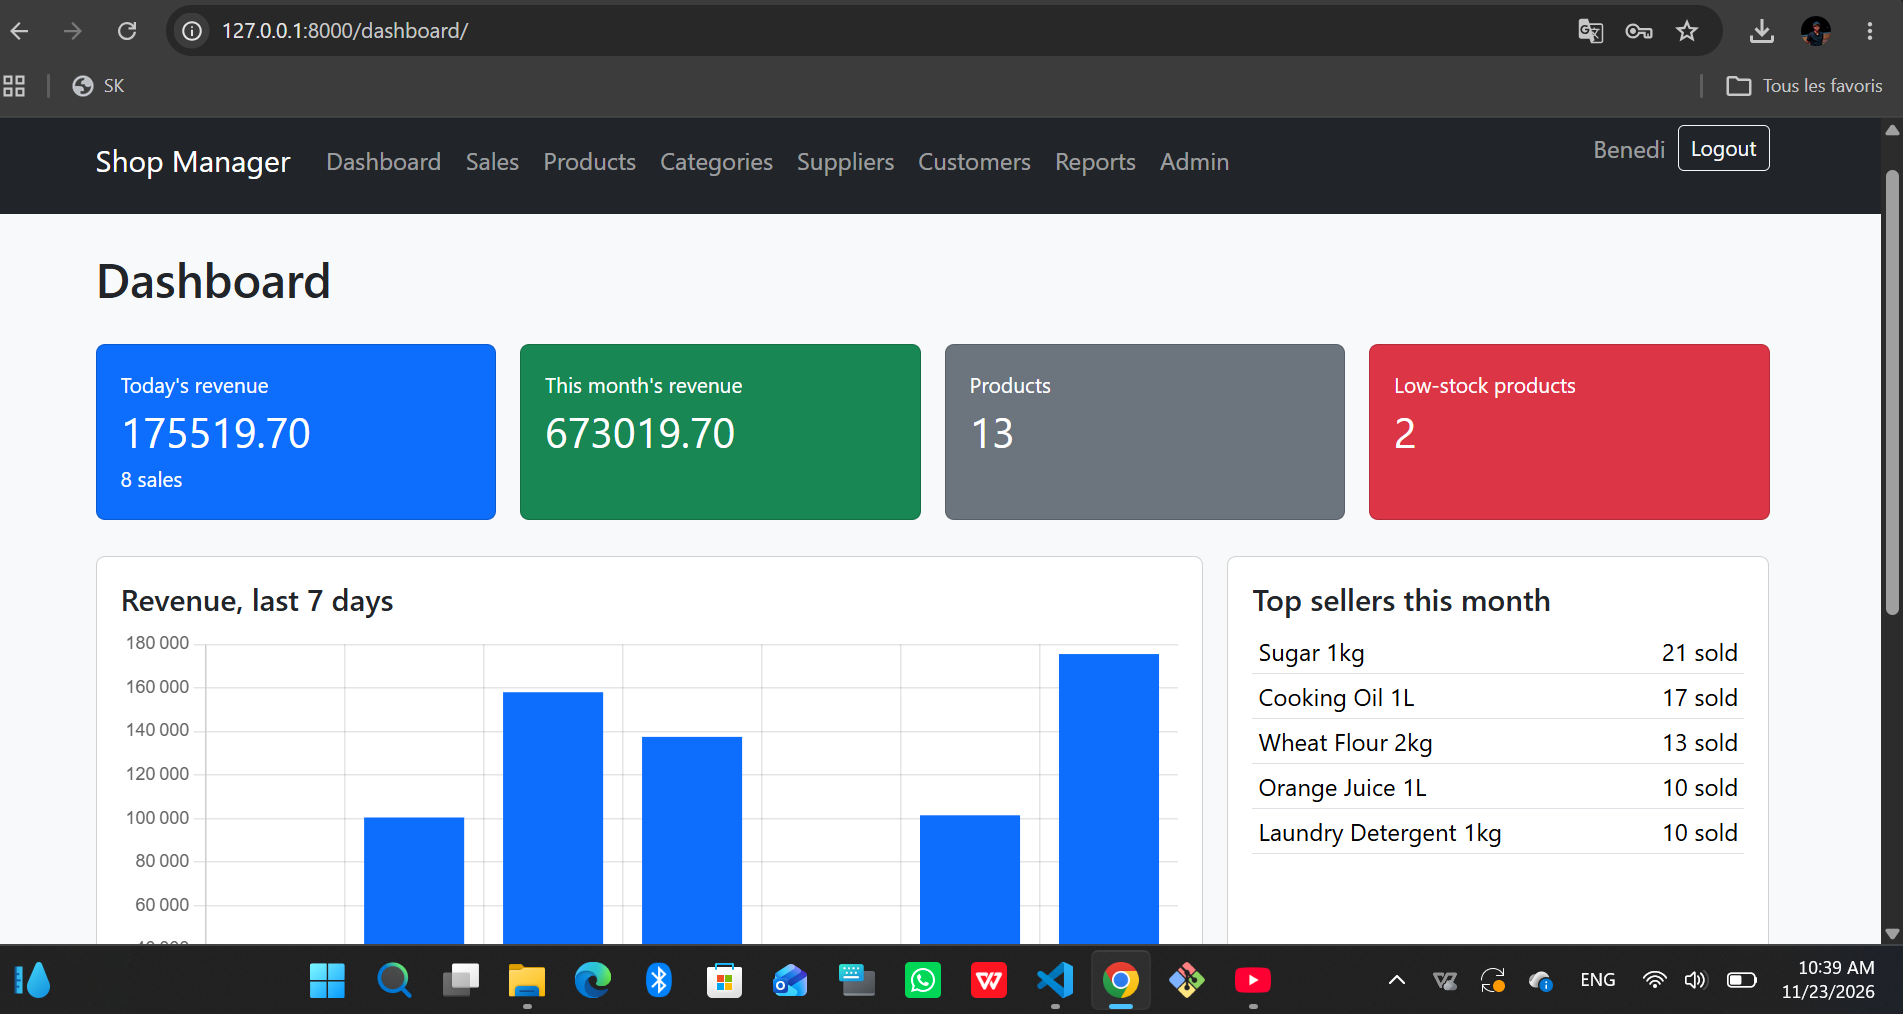 127.0.0.1:8000/dashboard/
SK
Tous les favoris
Shop Manager Dashboard Sales Products Categories Suppliers Customers Reports Admin Benedi Logout
Dashboard
Today's revenue
175519.70
8 sales
This month's revenue
673019.70
Products
13
Low-stock products
2
Revenue, last 7 days
180 000
160 000
140 000
120 000
100 000
80 000
60 000
Top sellers this month
Sugar 1kg 21 sold
Cooking Oil 1L 17 sold
Wheat Flour 2kg 13 sold
Orange Juice 1L 10 sold
Laundry Detergent 1kg 10 sold
ENG
10:39 AM
11/23/2026